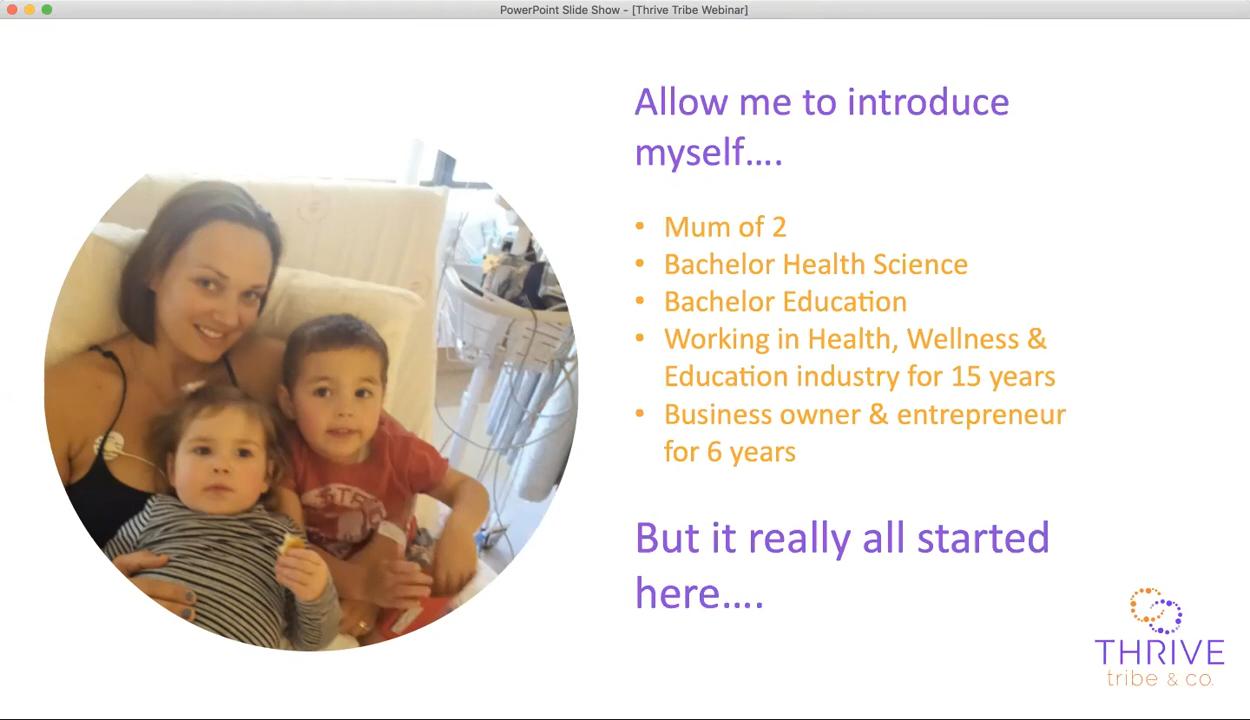 PowerPoint Slide Show - [Thrive Tribe Webinar]
Allow me to introduce
myself....
• Mum of 2
• Bachelor Health Science
• Bachelor Education
• Working in Health, Wellness &
Education industry for 15 years
• Business owner & entrepreneur
for 6 years
But it really all started
here....
THRIVE
tribe & co.